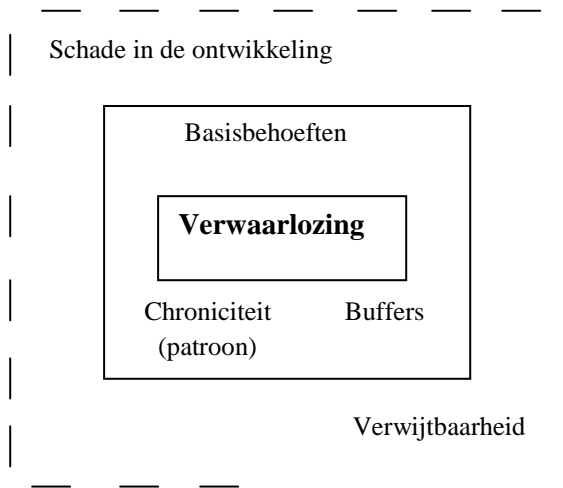 Schade in de ontwikkeling
Basisbehoeften
Verwaarlozing
Chroniciteit Buffers
(patroon)
Verwijtbaarheid